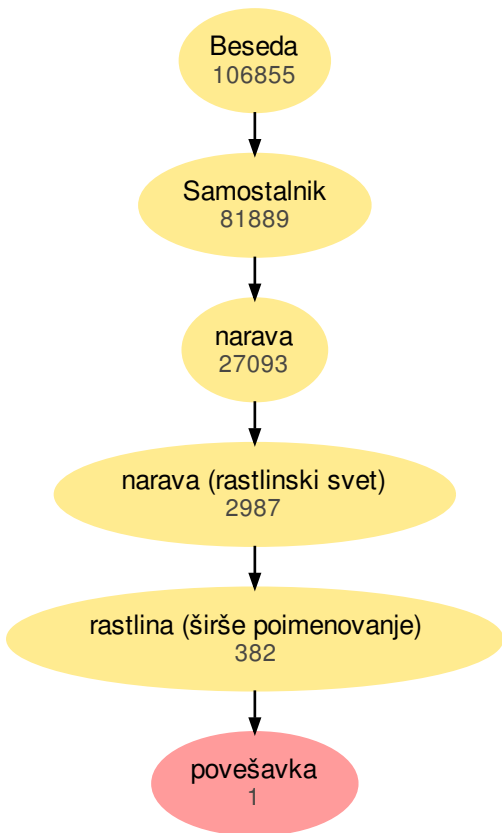 Beseda
106855
Samostalnik
81889
narava
27093
narava (rastlinski svet)
2987
rastlina (širše poimenovanje)
382
povešavka
1